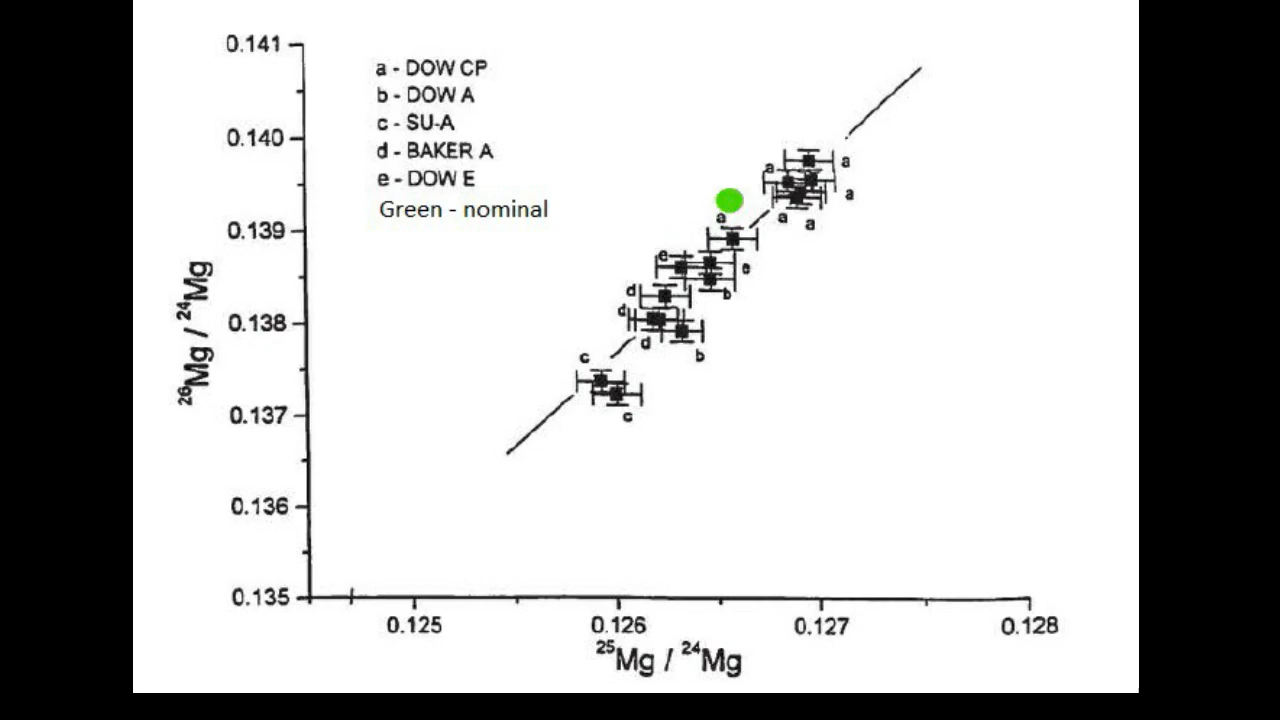 0.141
a - DOW CP
b - DOW A
c - SU-A
d - BAKER A
e - DOW E
Green - nominal
0.140
0.139
0.138
0.137
0.136
0.135
²⁶Mg / ²⁴Mg
a
a
a
a
a
a
e
e
b
d
d
d
b
c
c
0.125
0.126
0.127
0.128
²⁵Mg / ²⁴Mg